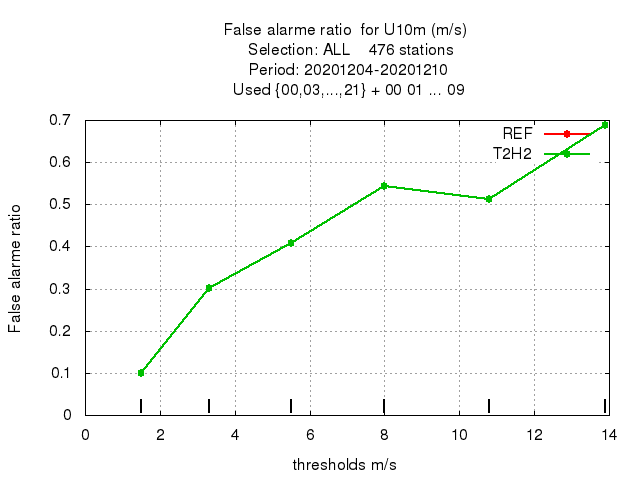 False alarme ratio  for U10m (m/s)
Selection: ALL    476 stations
Period: 20201204-20201210
Used {00,03,...,21} + 00 01 ... 09
REF
T2H2
0.7
0.6
0.5
0.4
0.3
0.2
0.1
0
False alarme ratio
0 2 4 6 8 10 12 14
thresholds m/s